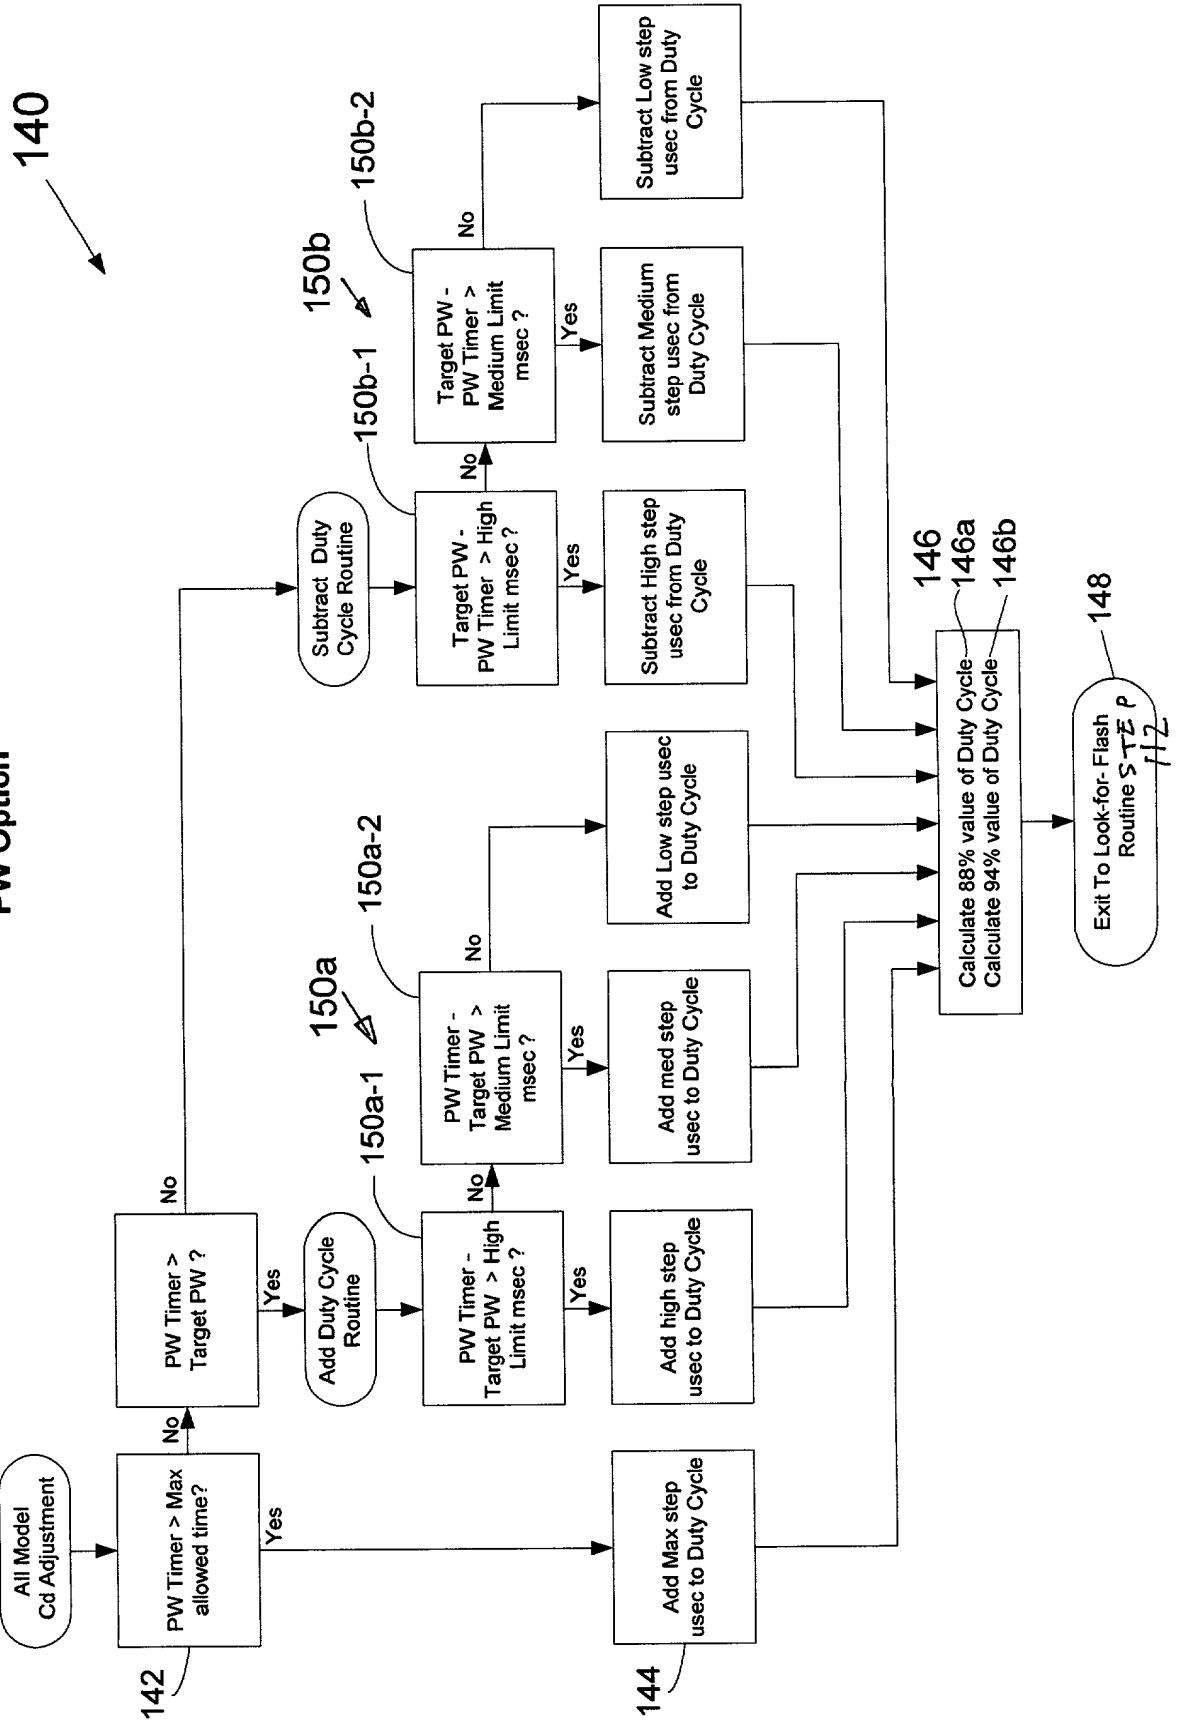 PW Option
140
All Model
Cd Adjustment
142
PW Timer > Max
allowed time?
No
Yes
PW Timer >
Target PW ?
No
Yes
Add Duty Cycle
Routine
150a
150a-1
PW Timer -
Target PW > High
Limit msec ?
No
Yes
150a-2
PW Timer -
Target PW >
Medium Limit
msec ?
No
Yes
Subtract Duty
Cycle Routine
150b
150b-1
Target PW -
PW Timer > High
Limit msec ?
No
Yes
150b-2
Target PW -
PW Timer >
Medium Limit
msec ?
No
Yes
144
Add Max step
usec to Duty Cycle
Add high step
usec to Duty Cycle
Add med step
usec to Duty Cycle
Add Low step usec
to Duty Cycle
Subtract High step
usec from Duty
Cycle
Subtract Medium
step usec from
Duty Cycle
Subtract Low step
usec from Duty
Cycle
146
Calculate 88% value of Duty Cycle
146a
Calculate 94% value of Duty Cycle
146b
Exit To Look-for- Flash
Routine STEP
112
148